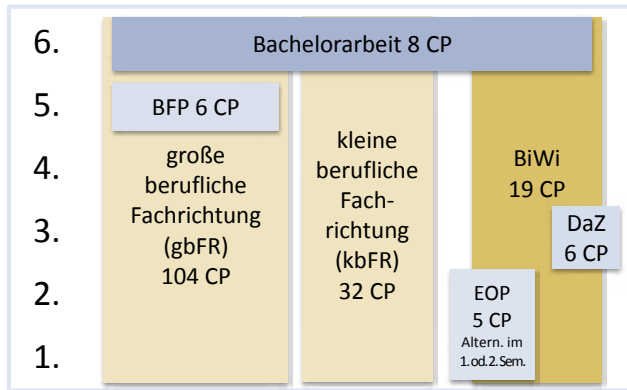 6.
Bachelorarbeit 8 CP
5.
BFP 6 CP
4.
große
berufliche
Fachrichtung
(gbFR)
104 CP
kleine
berufliche
Fach-
richtung
(kbFR)
32 CP
BiWi
19 CP
3.
DaZ
6 CP
2.
EOP
5 CP
Altern. im
1.od.2.Sem.
1.